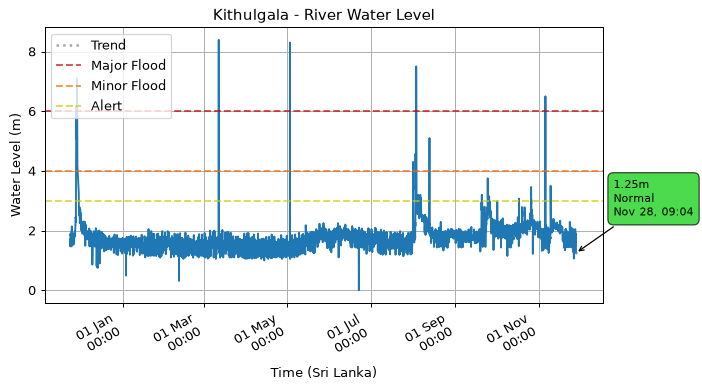 Kithulgala - River Water Level
Trend
Major Flood
Minor Flood
Alert
Water Level (m)
8
6
4
2
0
1.25m
Normal
Nov 28, 09:04
01 Jan
00:00
01 Mar
00:00
01 May
00:00
01 Jul
00:00
01 Sep
00:00
01 Nov
00:00
Time (Sri Lanka)